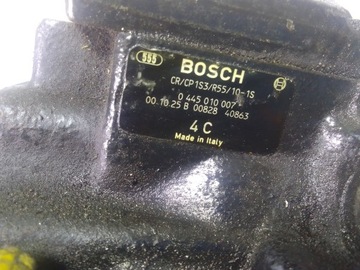 555
BOSCH
CR/CP1S3/R55/10-1S
0 445 010 007
00.10.25 B 00828 40863
4 C
Made in Italy